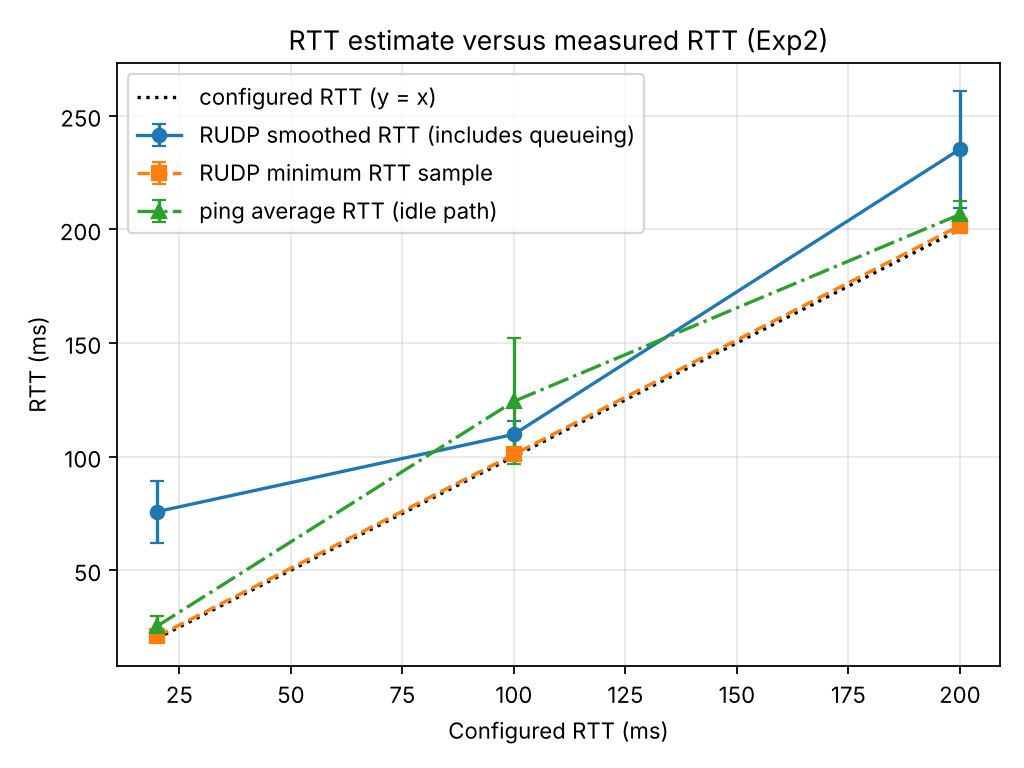 RTT estimate versus measured RTT (Exp2)
configured RTT (y = x)
RUDP smoothed RTT (includes queueing)
RUDP minimum RTT sample
ping average RTT (idle path)
RTT (ms)
250
200
150
100
50
25 50 75 100 125 150 175 200
Configured RTT (ms)